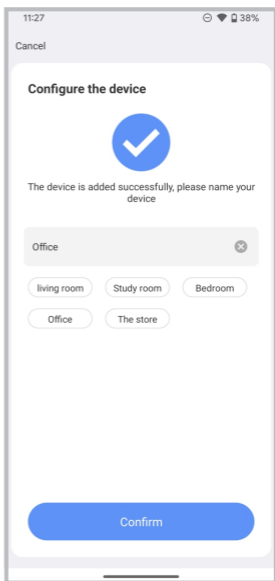 11:27
38%
Cancel
Configure the device
The device is added successfully, please name your
device
Office
living room
Study room
Bedroom
Office
The store
Confirm